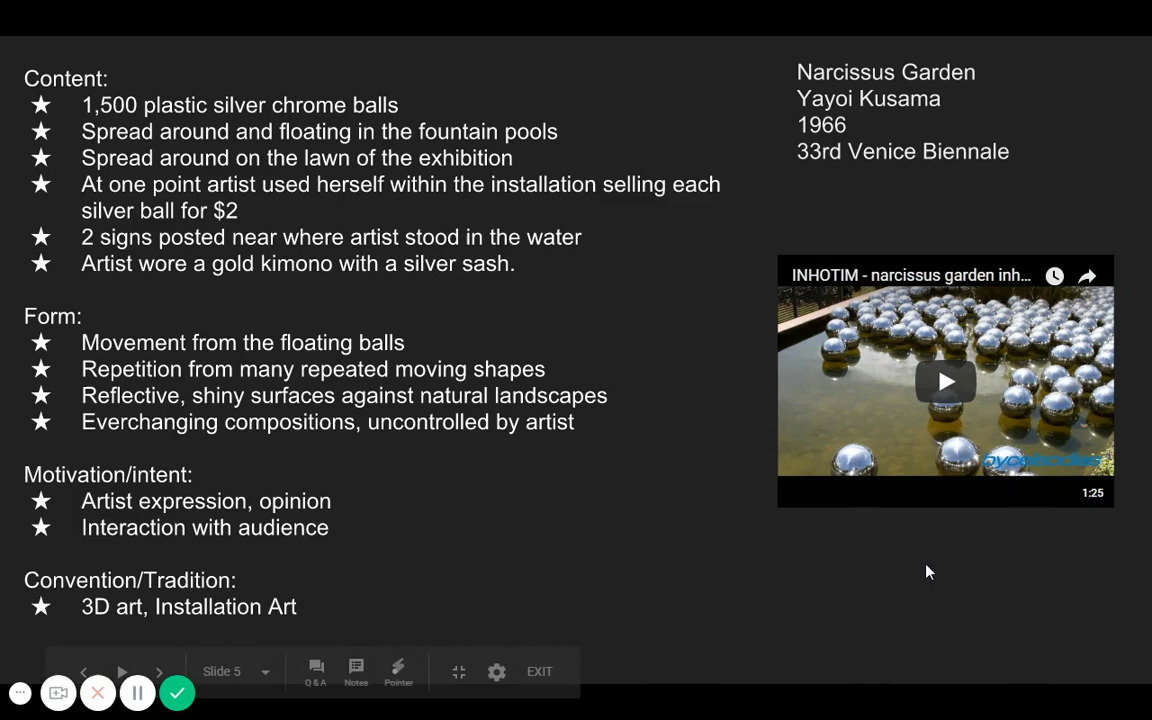 Content:
★ 1,500 plastic silver chrome balls
★ Spread around and floating in the fountain pools
★ Spread around on the lawn of the exhibition
★ At one point artist used herself within the installation selling each
silver ball for $2
★ 2 signs posted near where artist stood in the water
★ Artist wore a gold kimono with a silver sash.
Form:
★ Movement from the floating balls
★ Repetition from many repeated moving shapes
★ Reflective, shiny surfaces against natural landscapes
★ Everchanging compositions, uncontrolled by artist
Motivation/intent:
★ Artist expression, opinion
★ Interaction with audience
Convention/Tradition:
★ 3D art, Installation Art
Narcissus Garden
Yayoi Kusama
1966
33rd Venice Biennale
INHOTIM - narcissus garden inh...
1:25
Slide 5
Q & A
Notes
Pointer
EXIT